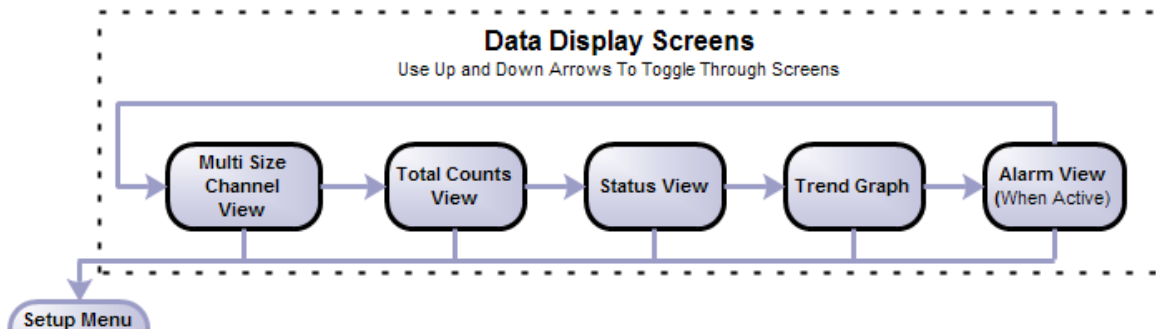 Data Display Screens
Use Up and Down Arrows To Toggle Through Screens
Multi Size
Channel
View
Total Counts
View
Status View
Trend Graph
Alarm View
(When Active)
Setup Menu